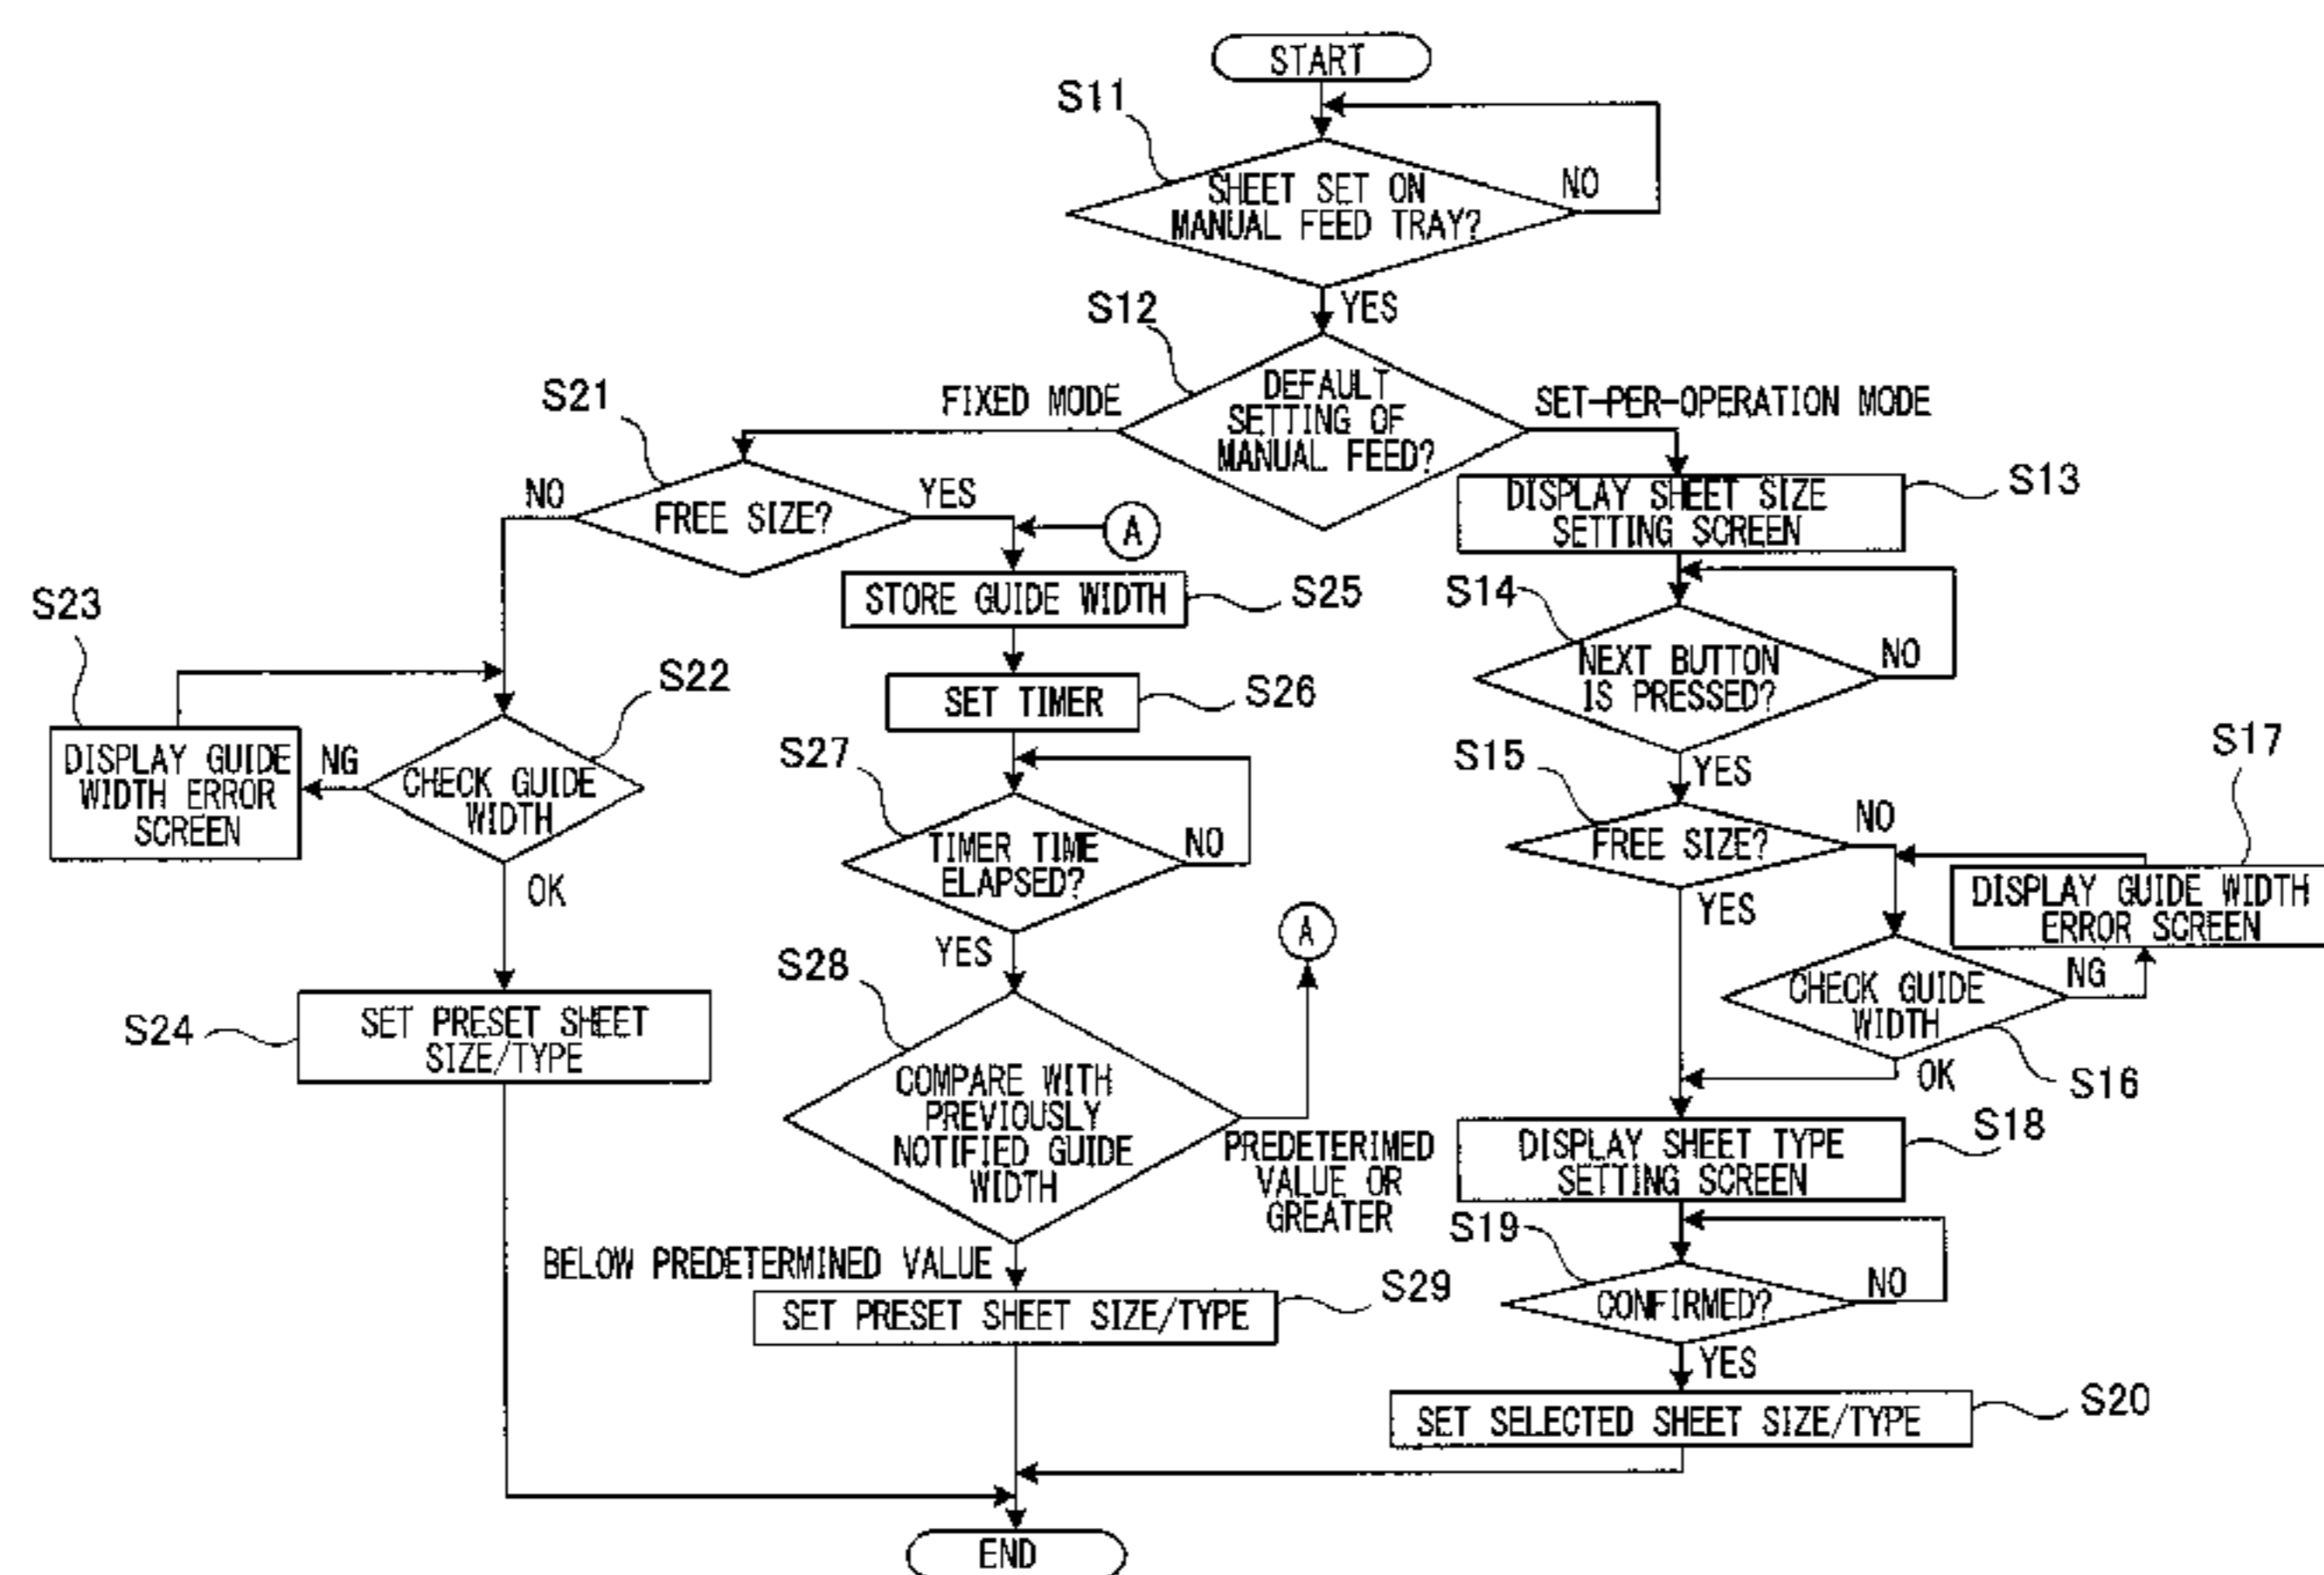 START
S11
SHEET SET ON
MANUAL FEED TRAY?
NO
YES
S12
DEFAULT
SETTING OF
MANUAL FEED?
FIXED MODE
SET-PER-OPERATION MODE
S21
FREE SIZE?
NO
YES
A
S13
DISPLAY SHEET SIZE
SETTING SCREEN
S25
STORE GUIDE WIDTH
S14
NEXT BUTTON
IS PRESSED?
NO
YES
S23
DISPLAY GUIDE
WIDTH ERROR
SCREEN
S22
CHECK GUIDE
WIDTH
NG
OK
S26
SET TIMER
S27
TIMER TIME
ELAPSED?
NO
YES
S15
FREE SIZE?
NO
YES
S17
DISPLAY GUIDE WIDTH
ERROR SCREEN
CHECK GUIDE
WIDTH
NG
OK
S16
S24
SET PRESET SHEET
SIZE/TYPE
S28
COMPARE WITH
PREVIOUSLY
NOTIFIED GUIDE
WIDTH
A
PREDETERIMED
VALUE OR
GREATER
BELOW PREDETERMINED VALUE
S29
SET PRESET SHEET SIZE/TYPE
S18
DISPLAY SHEET TYPE
SETTING SCREEN
S19
CONFIRMED?
NO
YES
S20
SET SELECTED SHEET SIZE/TYPE
END